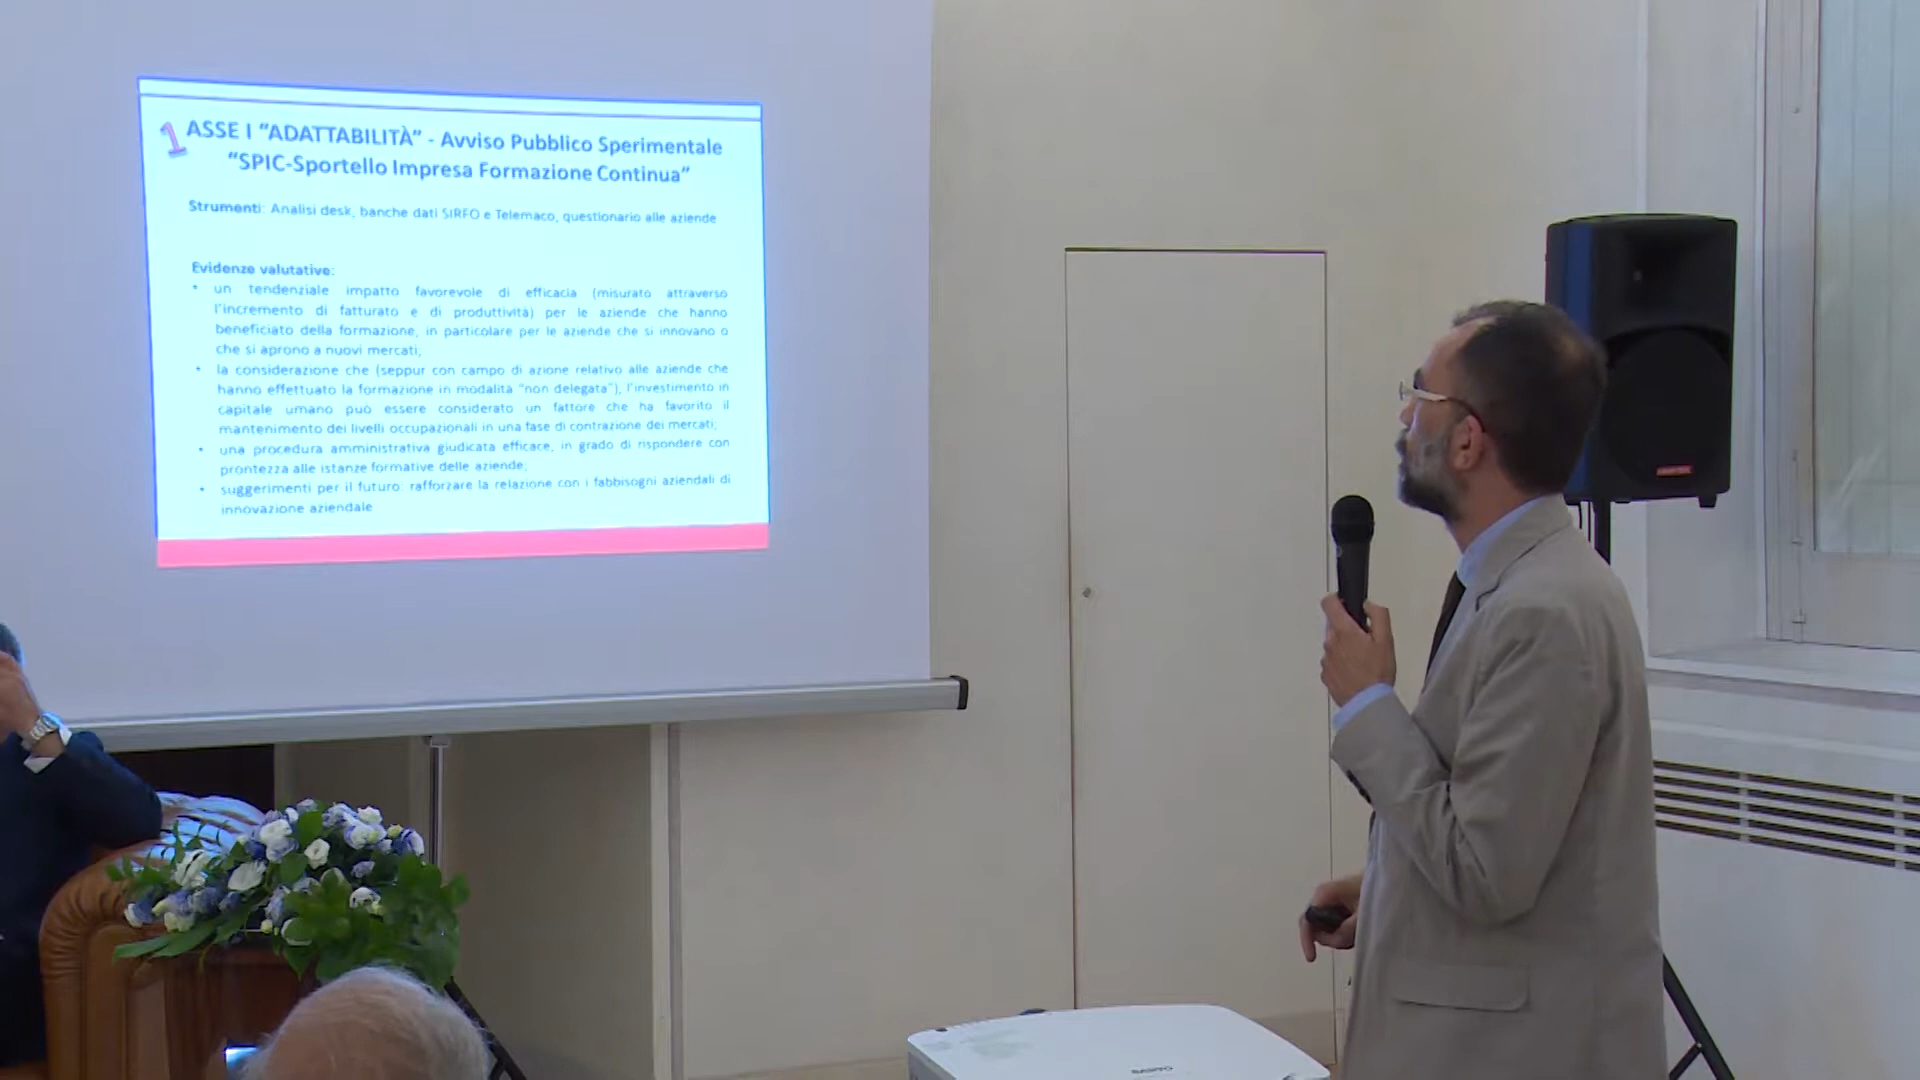 1
ASSE I "ADATTABILITÀ" - Avviso Pubblico Sperimentale
"SPIC-Sportello Impresa Formazione Continua"
Strumenti: Analisi desk, banche dati SIRFO e Telemaco, questionario alle aziende
Evidenze valutative:
• un tendenziale impatto favorevole di efficacia (misurato attraverso
l'incremento di fatturato e di produttività) per le aziende che hanno
beneficiato della formazione, in particolare per le aziende che si innovano o
che si aprono a nuovi mercati;
• la considerazione che (seppur con campo di azione relativo alle aziende che
hanno effettuato la formazione in modalità "non delegata"), l'investimento in
capitale umano può essere considerato un fattore che ha favorito il
mantenimento dei livelli occupazionali in una fase di contrazione dei mercati;
• una procedura amministrativa giudicata efficace, in grado di rispondere con
prontezza alle istanze formative delle aziende;
• suggerimenti per il futuro: rafforzare la relazione con i fabbisogni aziendali di
innovazione aziendale